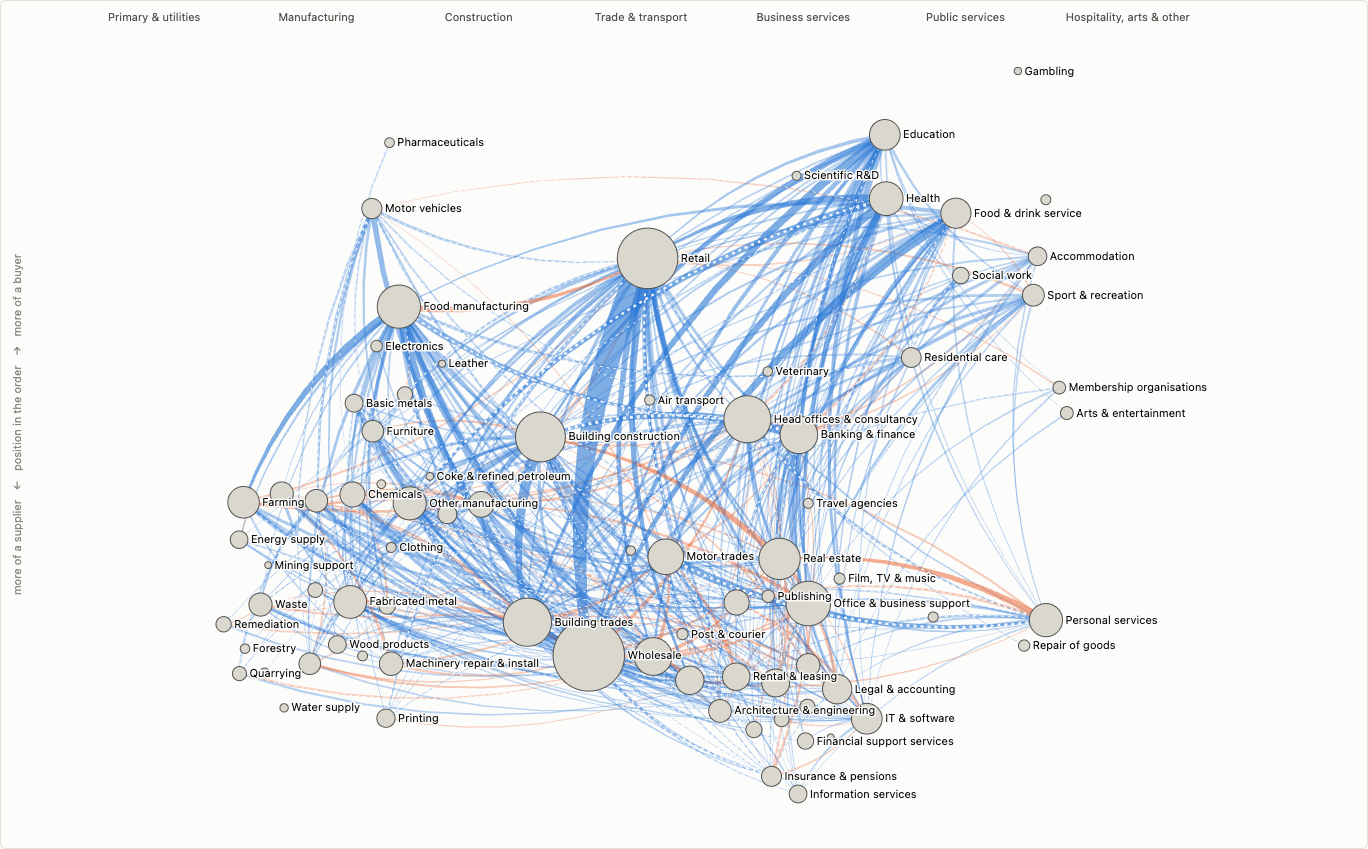 Primary & utilities
Manufacturing
Construction
Trade & transport
Business services
Public services
Hospitality, arts & other
more of a supplier ← position in the order → more of a buyer
Gambling
Education
Pharmaceuticals
Scientific R&D
Health
Motor vehicles
Food & drink service
Retail
Accommodation
Social work
Sport & recreation
Food manufacturing
Electronics
Residential care
Leather
Veterinary
Membership organisations
Air transport
Basic metals
Arts & entertainment
Head offices & consultancy
Furniture
Banking & finance
Building construction
Coke & refined petroleum
Chemicals
Farming
Other manufacturing
Travel agencies
Energy supply
Clothing
Motor trades
Real estate
Mining support
Film, TV & music
Publishing
Fabricated metal
Office & business support
Waste
Personal services
Building trades
Remediation
Post & courier
Wood products
Repair of goods
Forestry
Wholesale
Machinery repair & install
Quarrying
Rental & leasing
Legal & accounting
Water supply
Architecture & engineering
Printing
IT & software
Financial support services
Insurance & pensions
Information services